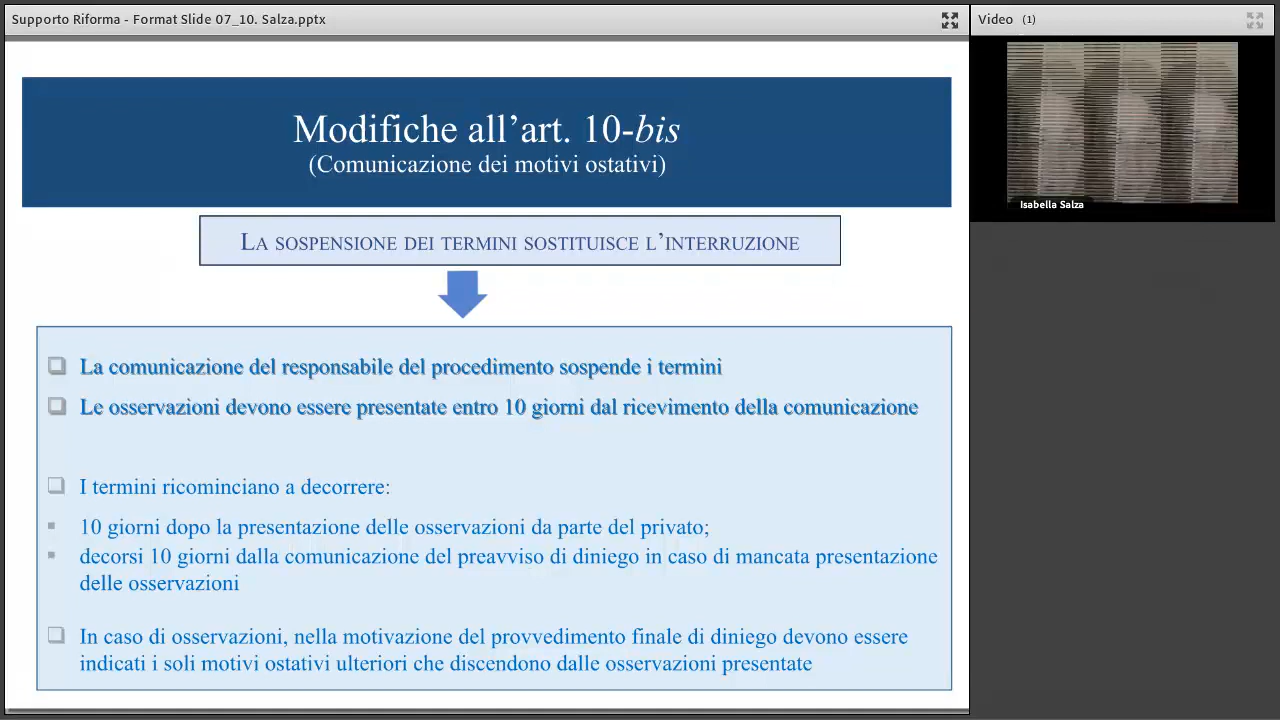 Supporto Riforma - Format Slide 07_10. Salza.pptx
Video (1)
Isabella Salza
Modifiche all’art. 10-bis
(Comunicazione dei motivi ostativi)
La sospensione dei termini sostituisce l’interruzione
La comunicazione del responsabile del procedimento sospende i termini
Le osservazioni devono essere presentate entro 10 giorni dal ricevimento della comunicazione
I termini ricominciano a decorrere:
10 giorni dopo la presentazione delle osservazioni da parte del privato;
decorsi 10 giorni dalla comunicazione del preavviso di diniego in caso di mancata presentazione
delle osservazioni
In caso di osservazioni, nella motivazione del provvedimento finale di diniego devono essere
indicati i soli motivi ostativi ulteriori che discendono dalle osservazioni presentate